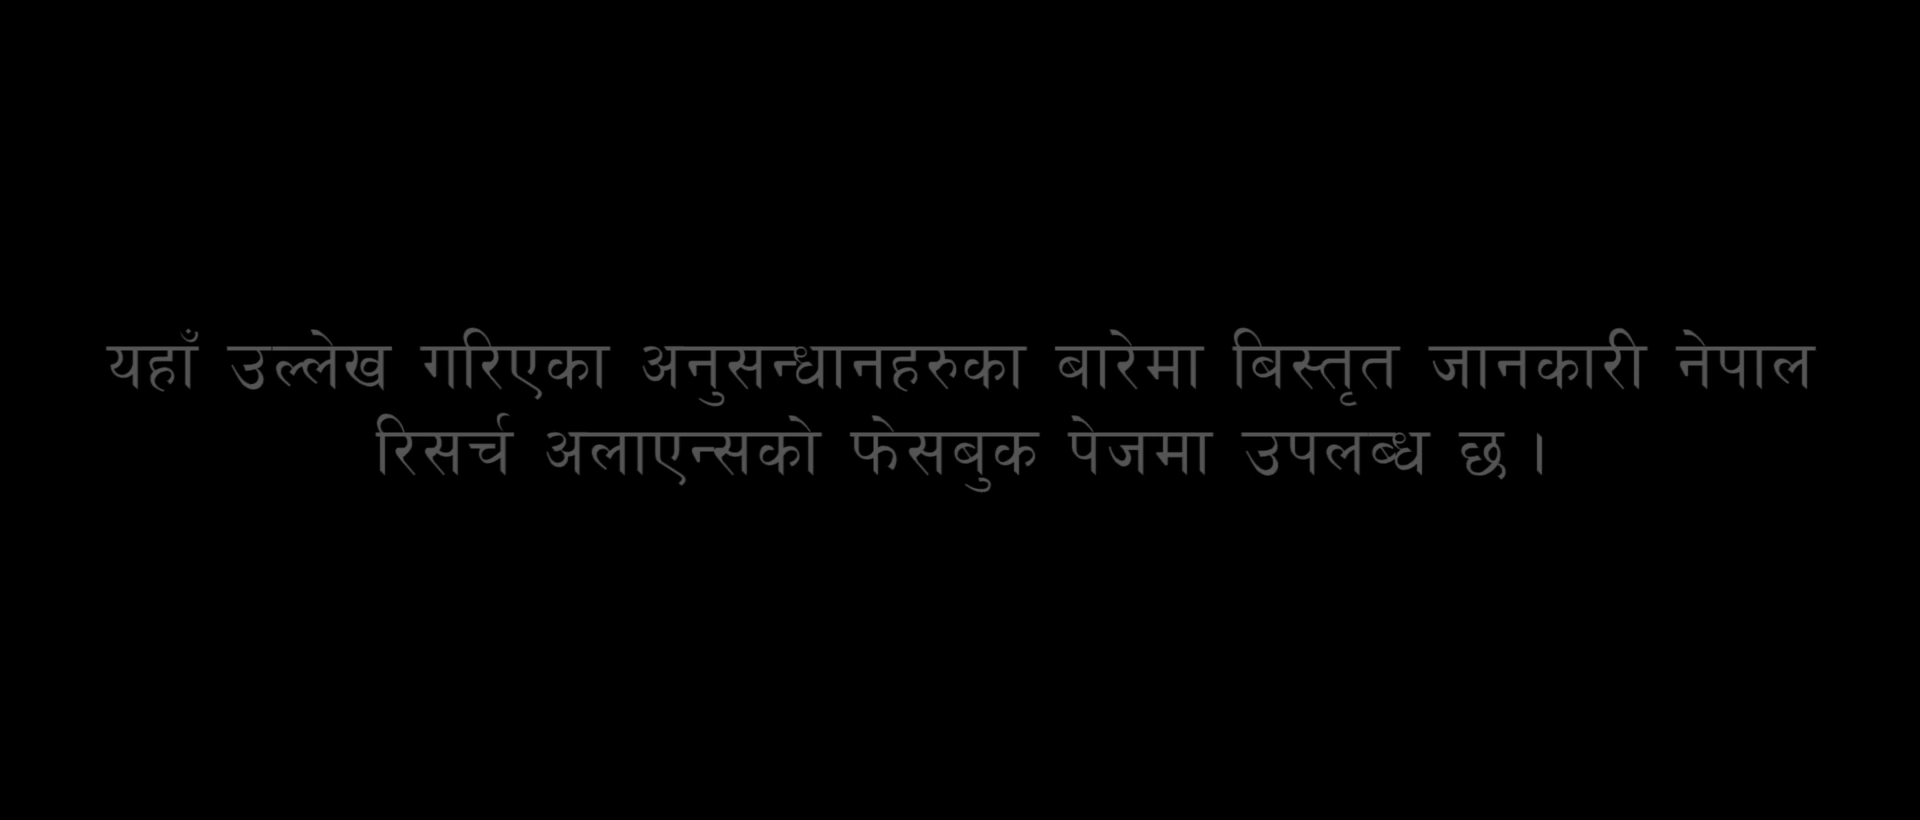 यहाँ उल्लेख गरिएका अनुसन्धानहरुका बारेमा बिस्तृत जानकारी नेपाल
रिसर्च अलाएन्सको फेसबुक पेजमा उपलब्ध छ ।